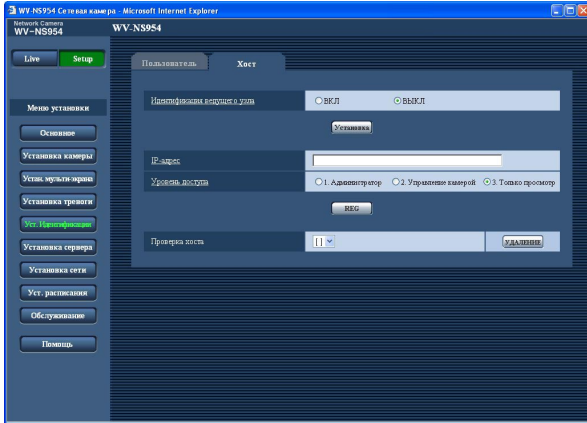 WV-NS954 Сетевая камера - Microsoft Internet Explorer
Network Camera
WV-NS954
WV-NS954
Live
Setup
Пользователь
Хост
Меню установки
Основное
Установка камеры
Устан. мульти-экрана
Установка тревоги
Уст. Идентификации
Установка сервера
Установка сети
Уст. расписания
Обслуживание
Помощь
Идентификация ведущего узла
ВКЛ
ВЫКЛ
Установка
IP-адрес
Уровень доступа
1. Администратор
2. Управление камерой
3. Только просмотр
REG
Проверка хоста
[ ]
УДАЛЕНИЕ